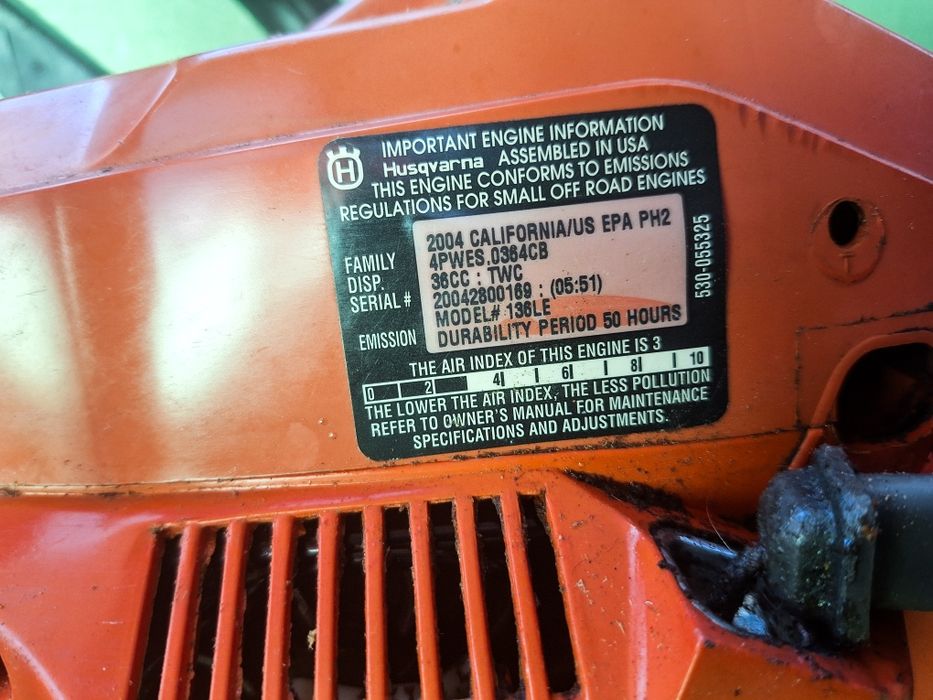 IMPORTANT ENGINE INFORMATION
H Husqvarna ASSEMBLED IN USA
THIS ENGINE CONFORMS TO EMISSIONS
REGULATIONS FOR SMALL OFF ROAD ENGINES
2004 CALIFORNIA/US EPA PH2
FAMILY 4PWES.0364CB
DISP. 36CC : TWC
SERIAL # 20042800169 : (05:51)
MODEL# 136LE
EMISSION DURABILITY PERIOD 50 HOURS
530-055325
THE AIR INDEX OF THIS ENGINE IS 3
0 2 4 6 8 10
THE LOWER THE AIR INDEX, THE LESS POLLUTION
REFER TO OWNER'S MANUAL FOR MAINTENANCE
SPECIFICATIONS AND ADJUSTMENTS.